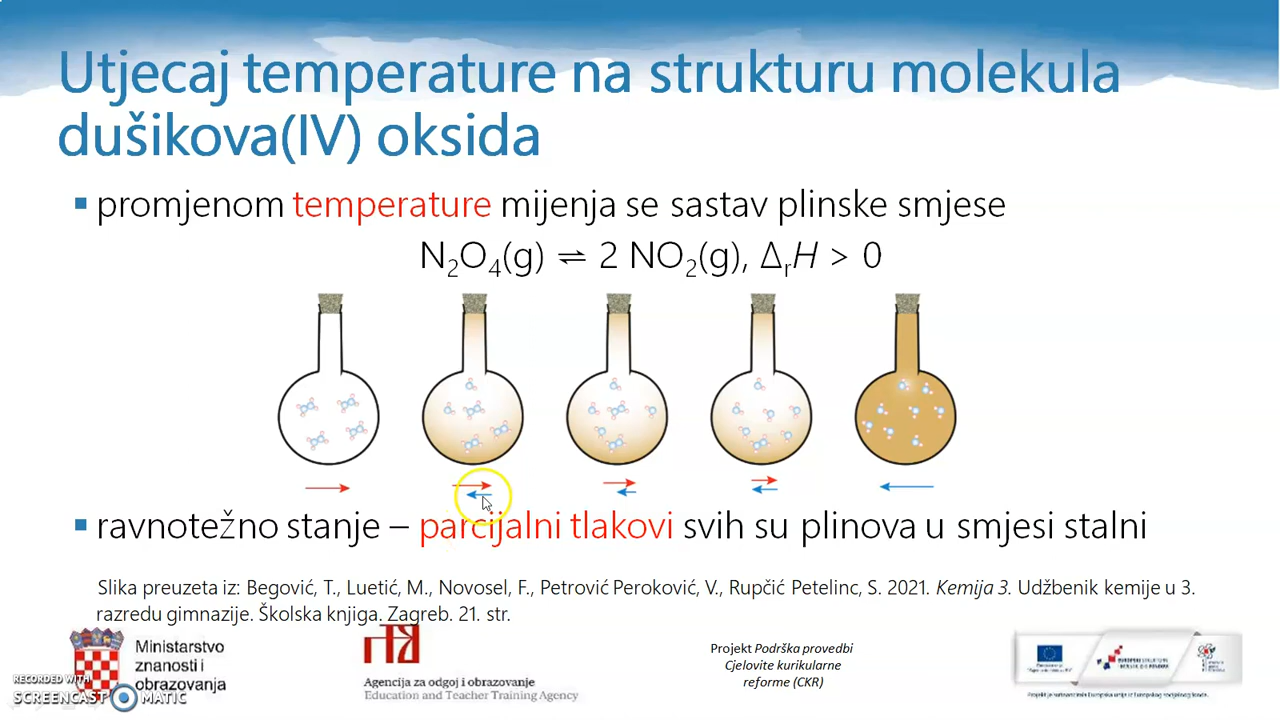 Utjecaj temperature na strukturu molekula
dušikova(IV) oksida
▪ promjenom temperature mijenja se sastav plinske smjese
N₂O₄(g) ⇌ 2 NO₂(g), ΔᵣH > 0
▪ ravnotežno stanje – parcijalni tlakovi svih su plinova u smjesi stalni
Slika preuzeta iz: Begović, T., Luetić, M., Novosel, F., Petrović Peroković, V., Rupčić Petelinc, S. 2021. Kemija 3. Udžbenik kemije u 3.
razredu gimnazije. Školska knjiga. Zagreb. 21. str.
Ministarstvo
znanosti i
obrazovanja
Agencija za odgoj i obrazovanje
Education and Teacher Training Agency
Projekt Podrška provedbi
Cjelovite kurikularne
reforme (CKR)
RECORDED WITH
SCREENCAST MATIC